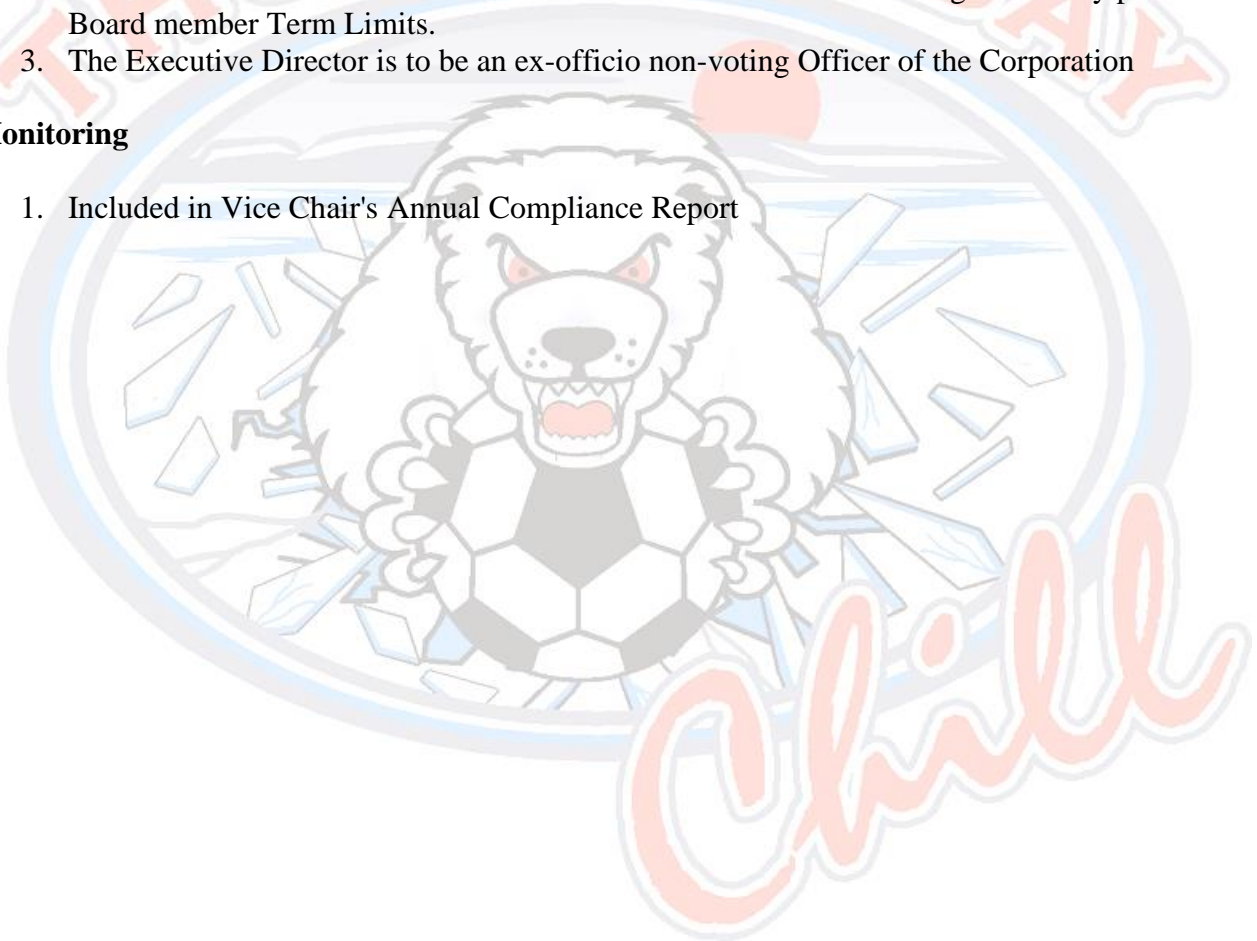 Board member Term Limits.
3. The Executive Director is to be an ex-officio non-voting Officer of the Corporation
1. Included in Vice Chair's Annual Compliance Report
Chill